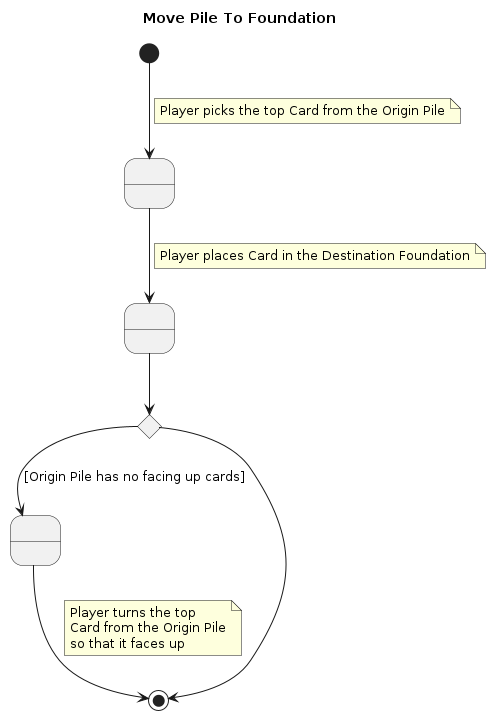 Move Pile To Foundation
Player picks the top Card from the Origin Pile
Player places Card in the Destination Foundation
[Origin Pile has no facing up cards]
Player turns the top
Card from the Origin Pile
so that it faces up